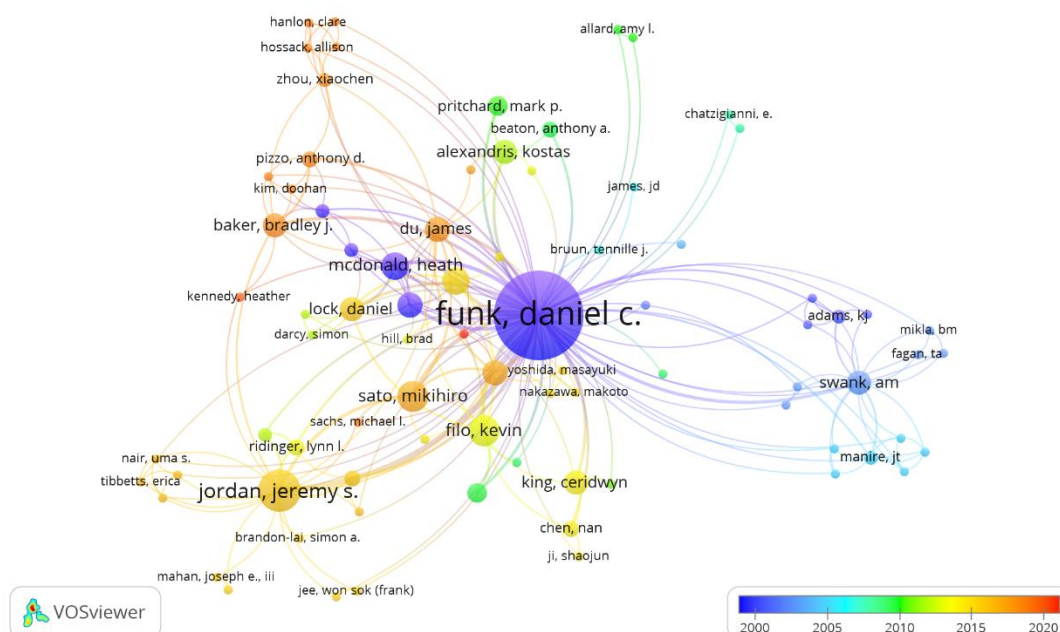 hanlon, clare
allard, amy l.
hossack, allison
zhou, xiaochen
pritchard, mark p.
chatzigianni, e.
beaton, anthony a.
alexandris, kostas
pizzo, anthony d.
kim, doohan
james, jd
baker, bradley j.
du, james
bruun, tennille j.
mcdonald, heath
kennedy, heather
lock, daniel
funk, daniel c.
adams, kj
mikla, bm
darcy. simon
hill, brad
fagan, ta
yoshida, masayuki
swank, am
sato, mikihiro
nakazawa, makoto
sachs, michael l.
filo, kevin
ridinger, lynn l.
nair, uma s.
manire, jt
tibbetts, erica
jordan, jeremy s.
king, ceridwyn
chen, nan
brandon-lai, simon a.
ji, shaojun
mahan, joseph e., iii
jee, won sok (frank)
VOSviewer
2000 2005 2010 2015 2020